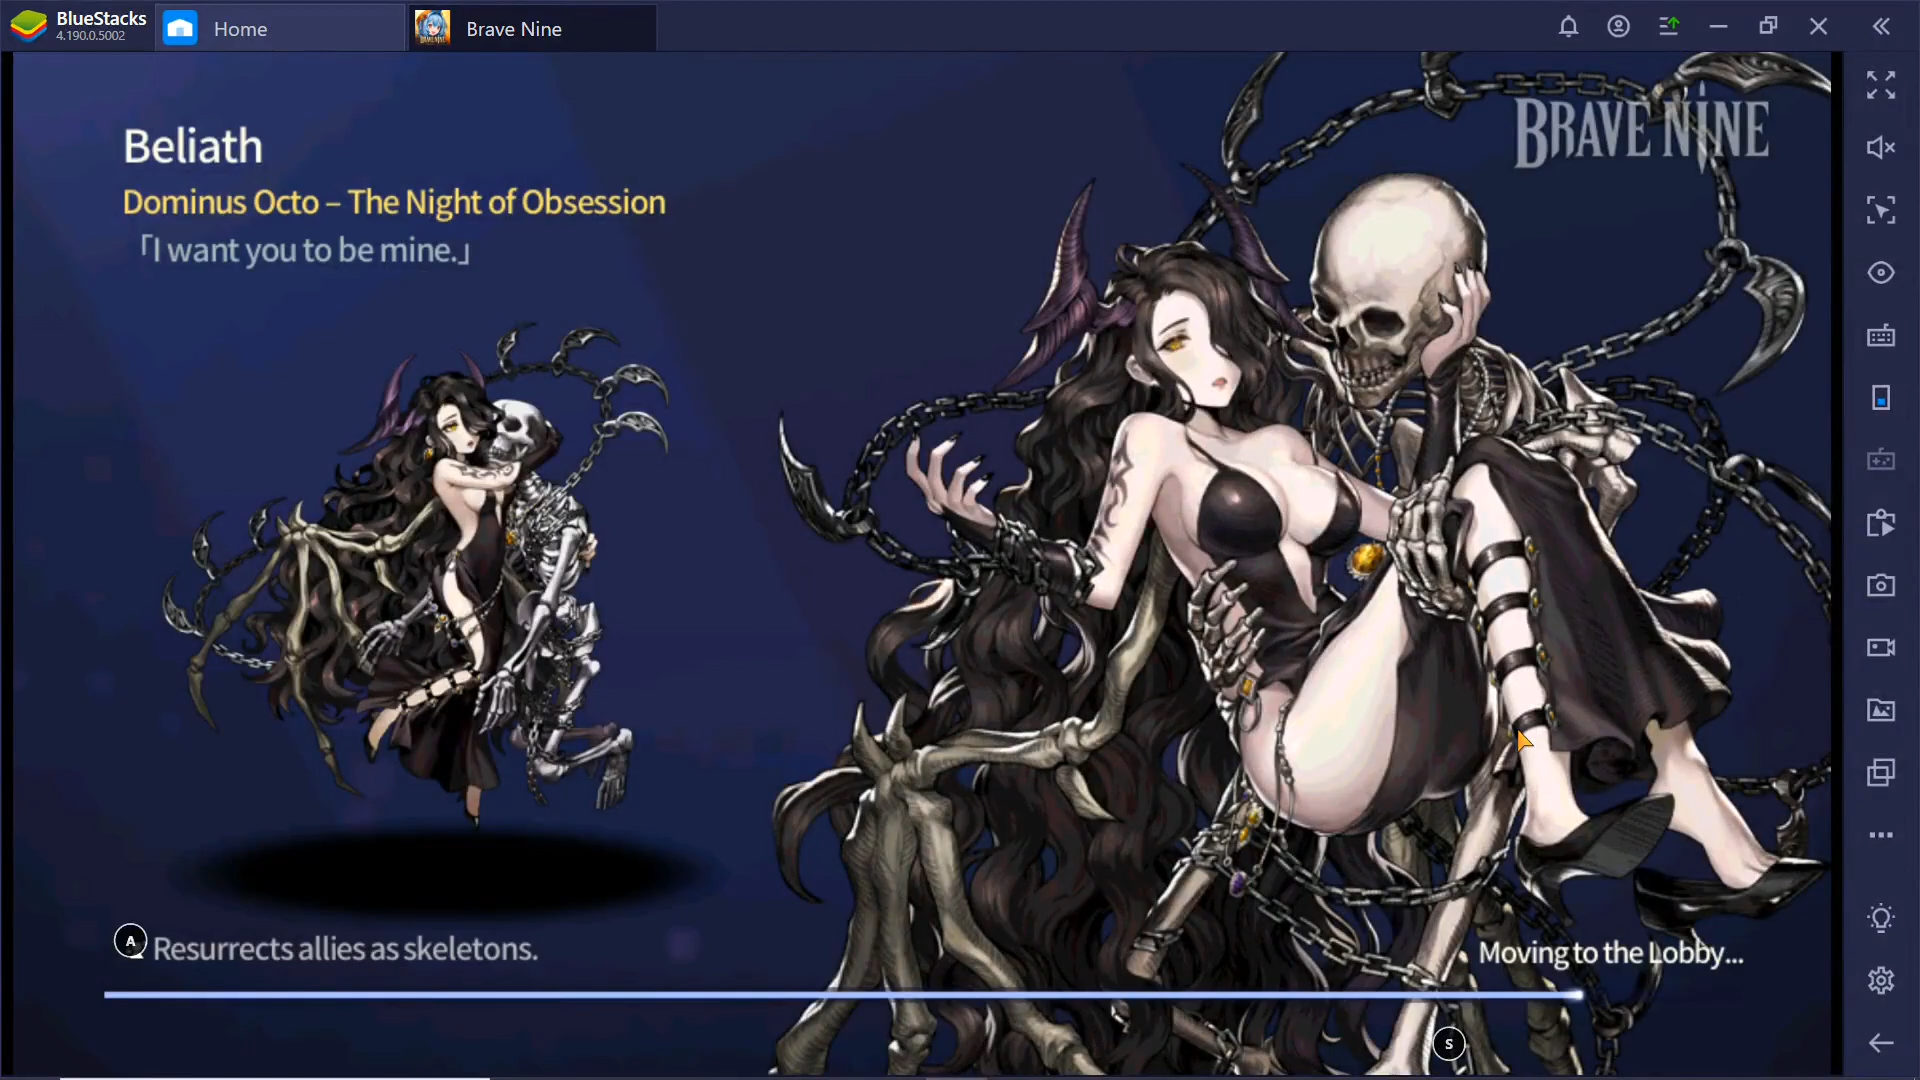 BlueStacks
4.190.0.5002
Home
Brave Nine
BRAVE NINE
Beliath
Dominus Octo – The Night of Obsession
「I want you to be mine.」
A
Resurrects allies as skeletons.
Moving to the Lobby...
S